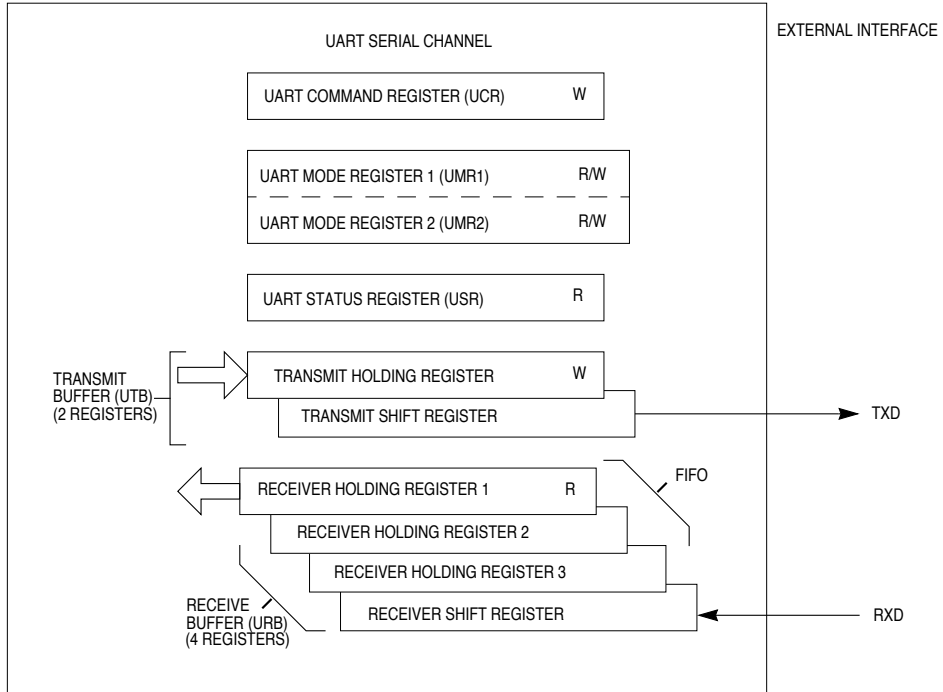 EXTERNAL INTERFACE
UART SERIAL CHANNEL
UART COMMAND REGISTER (UCR) W
UART MODE REGISTER 1 (UMR1) R/W
UART MODE REGISTER 2 (UMR2) R/W
UART STATUS REGISTER (USR) R
TRANSMIT
BUFFER (UTB)
(2 REGISTERS)
TRANSMIT HOLDING REGISTER W
TRANSMIT SHIFT REGISTER
TXD
RECEIVER HOLDING REGISTER 1 R
FIFO
RECEIVER HOLDING REGISTER 2
RECEIVER HOLDING REGISTER 3
RECEIVER SHIFT REGISTER
RXD
RECEIVE
BUFFER (URB)
(4 REGISTERS)